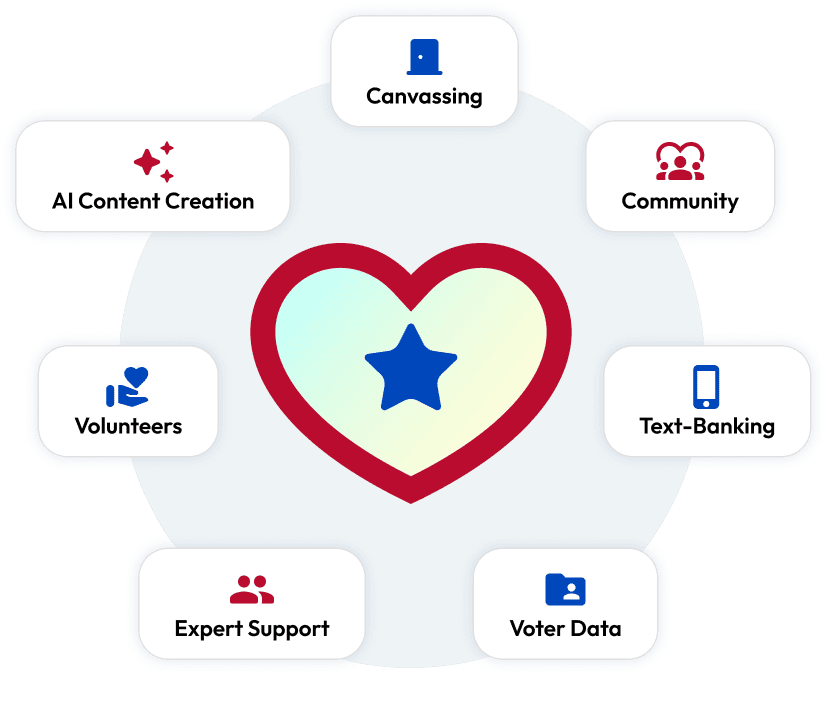 Canvassing
AI Content Creation
Community
Volunteers
Text-Banking
Expert Support
Voter Data